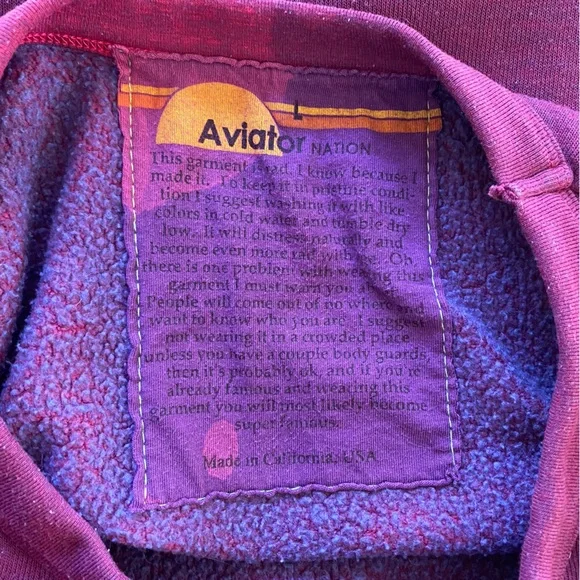 L
Aviator NATION
This garment is rad. I know because I
made it. To keep it in pristine condi-
tion I suggest washing it with like
colors in cold water and tumble dry
low. It will distress naturally and
become even more rad with age. Oh,
there is one problem with wearing this
garment I must warn you
People will come out of no where and
want to know who you are. I suggest
not wearing it in a crowded place
unless you have a couple body guards,
then it's probably ok, and if you're
already famous and wearing this
garment you will most likely become
super famous.
Made in California, USA